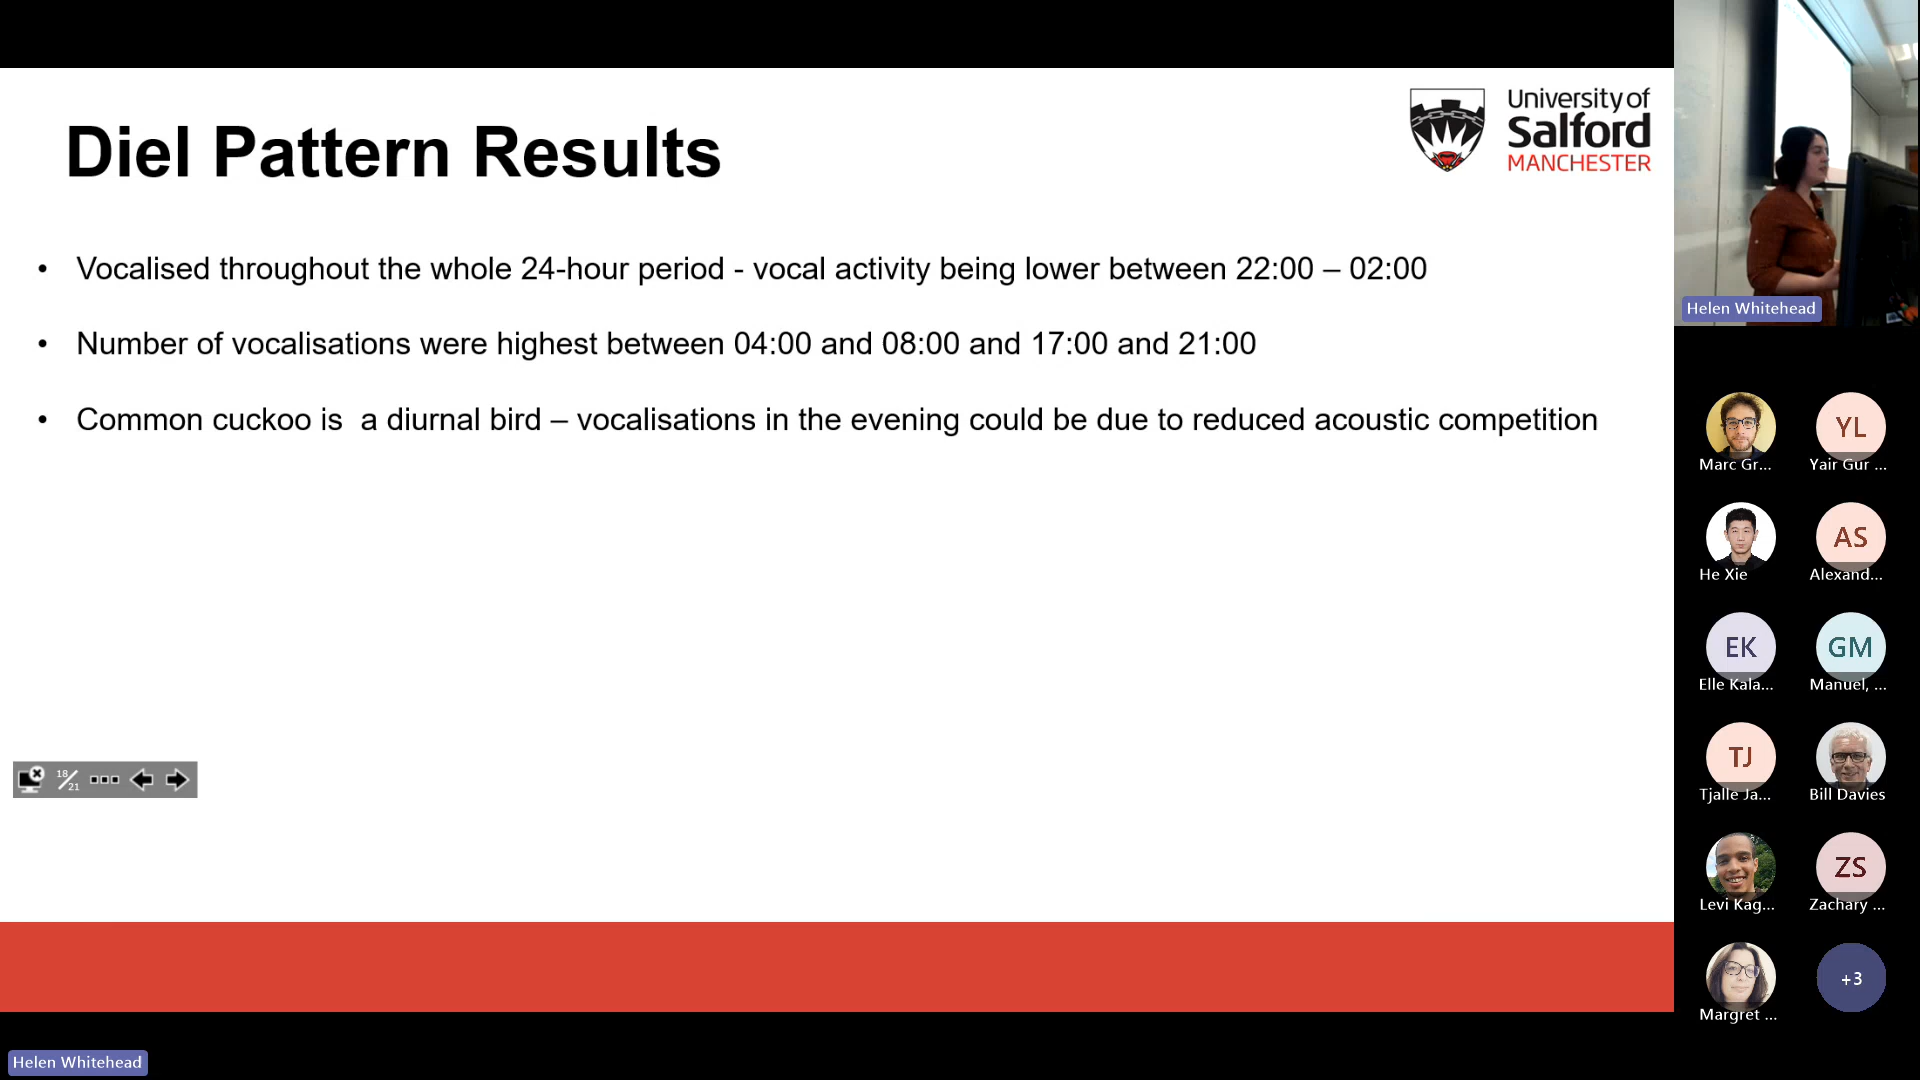 Diel Pattern Results
University of
Salford
MANCHESTER
• Vocalised throughout the whole 24-hour period - vocal activity being lower between 22:00 – 02:00
• Number of vocalisations were highest between 04:00 and 08:00 and 17:00 and 21:00
• Common cuckoo is  a diurnal bird – vocalisations in the evening could be due to reduced acoustic competition
18/21
Helen Whitehead
Marc Gr...
YL
Yair Gur ...
He Xie
AS
Alexand...
EK
Elle Kala...
GM
Manuel, ...
TJ
Tjalle Ja...
Bill Davies
Levi Kag...
ZS
Zachary ...
Margret ...
+3
Helen Whitehead